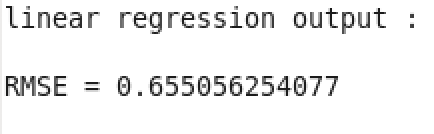 linear regression output :
RMSE = 0.655056254077